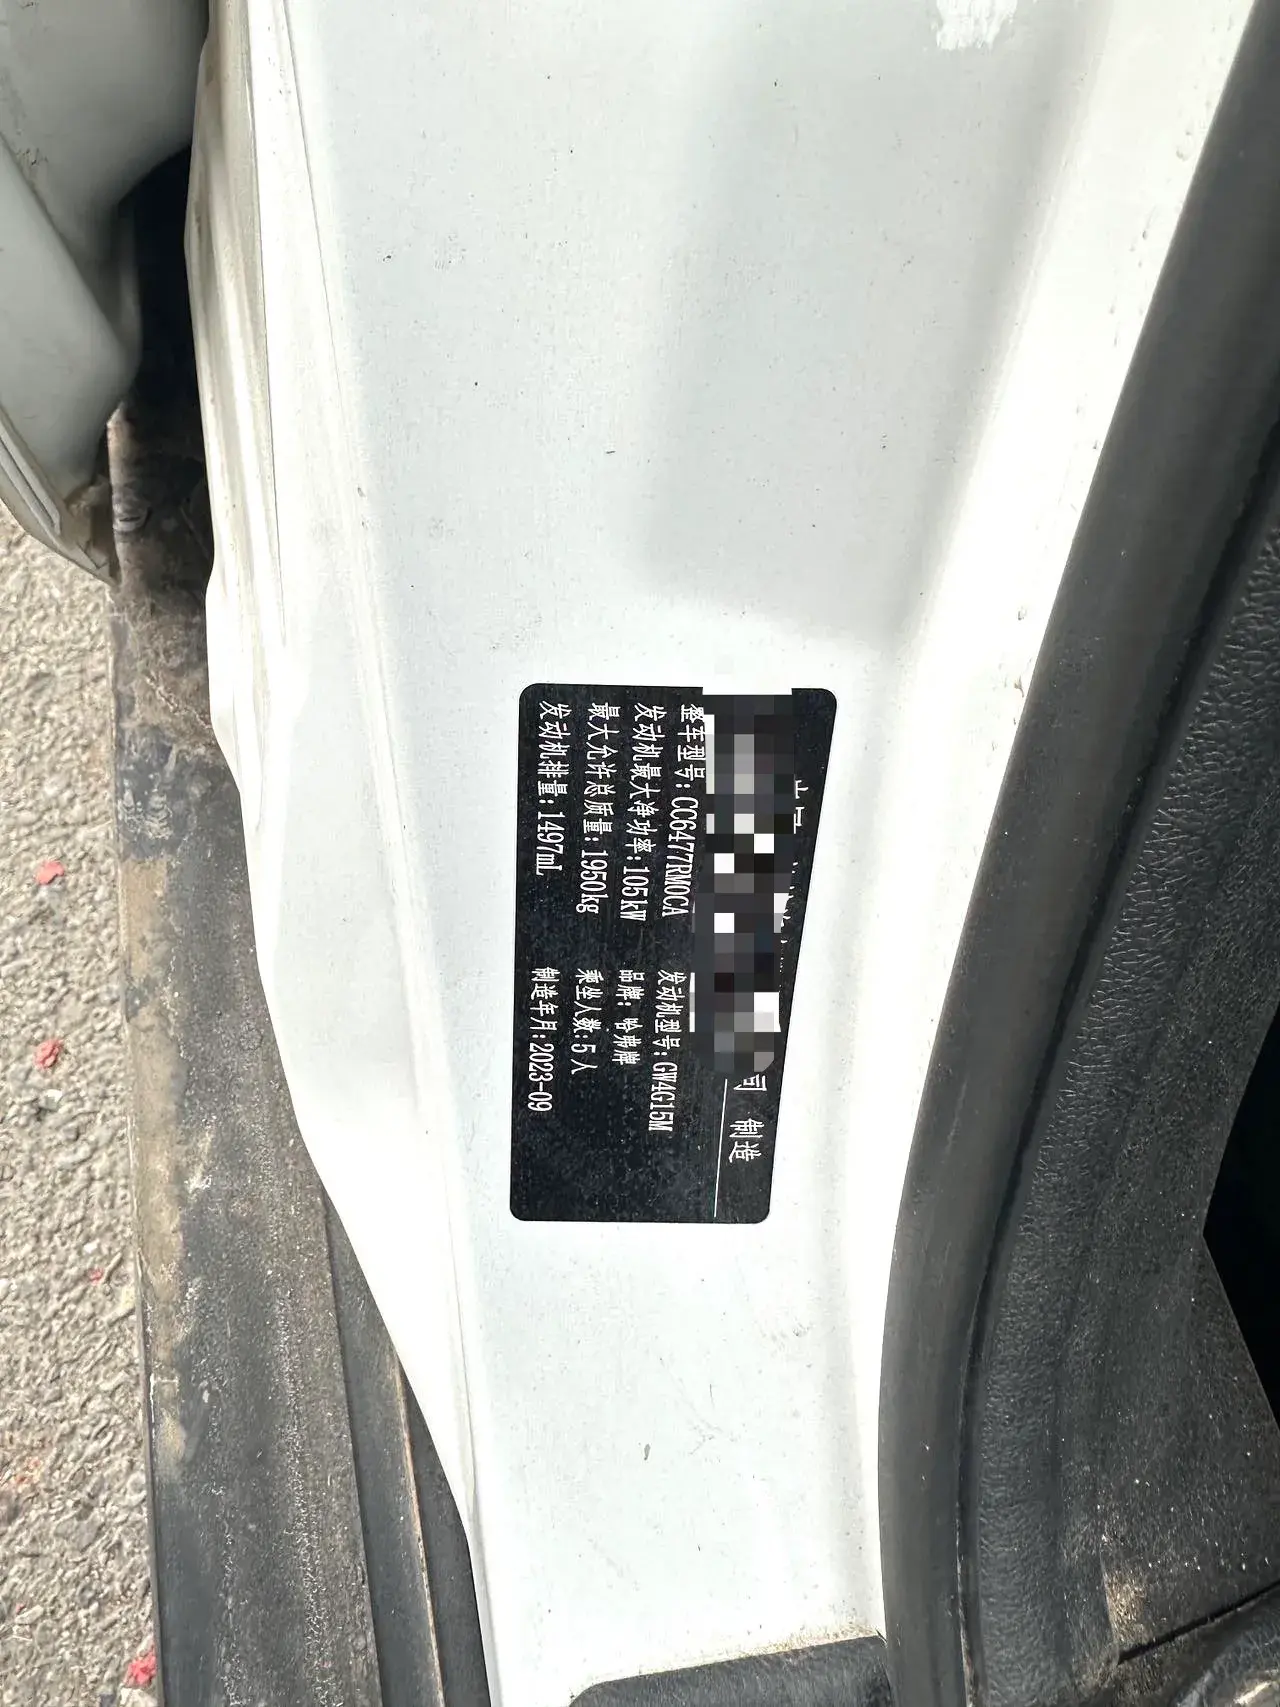 制造
整车型号：CC6477RM0CA 发动机型号：GW4G15M
发动机最大净功率：105kW 品牌：哈弗牌
最大允许总质量：1950kg 乘坐人数：5人
发动机排量：1497mL 制造年月：2023-09